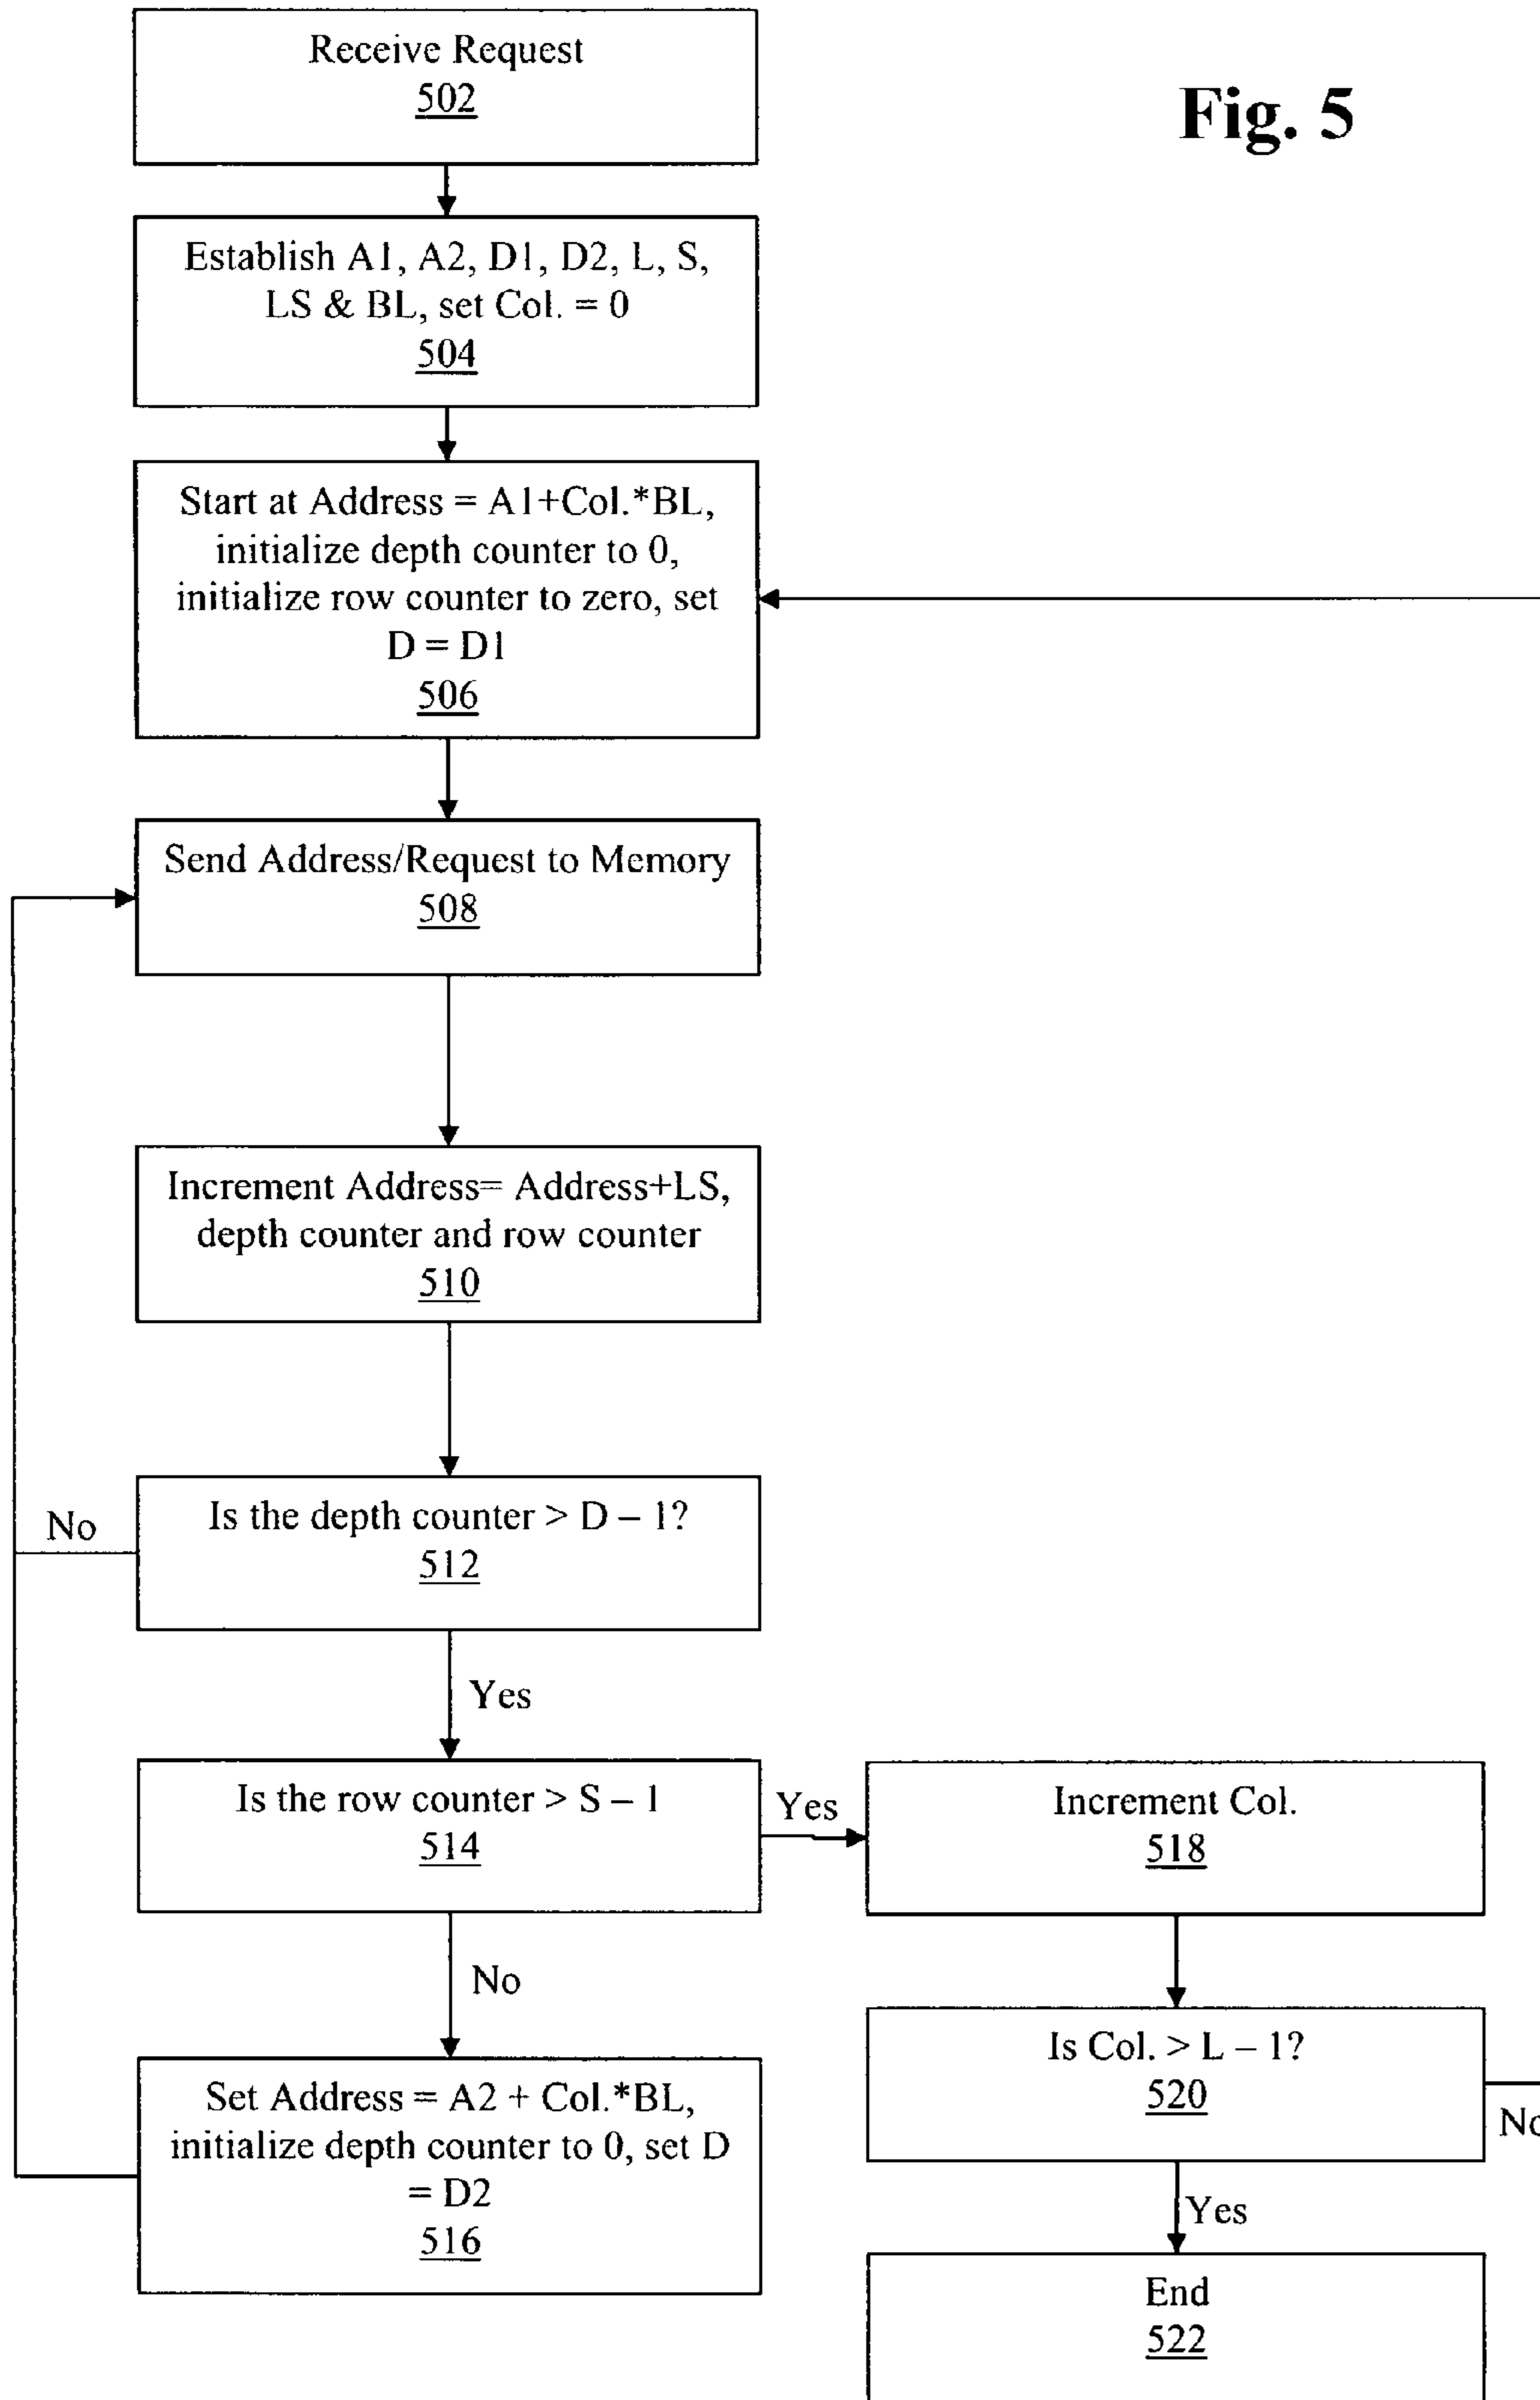 Fig. 5
Receive Request
502
Establish A1, A2, D1, D2, L, S,
LS & BL, set Col. = 0
504
Start at Address = A1+Col.*BL,
initialize depth counter to 0,
initialize row counter to zero, set
D = D1
506
Send Address/Request to Memory
508
Increment Address= Address+LS,
depth counter and row counter
510
Is the depth counter > D – 1?
512
No
Yes
Is the row counter > S – 1
514
Yes
Increment Col.
518
No
Is Col. > L – 1?
520
No
Set Address = A2 + Col.*BL,
initialize depth counter to 0, set D
= D2
516
Yes
End
522